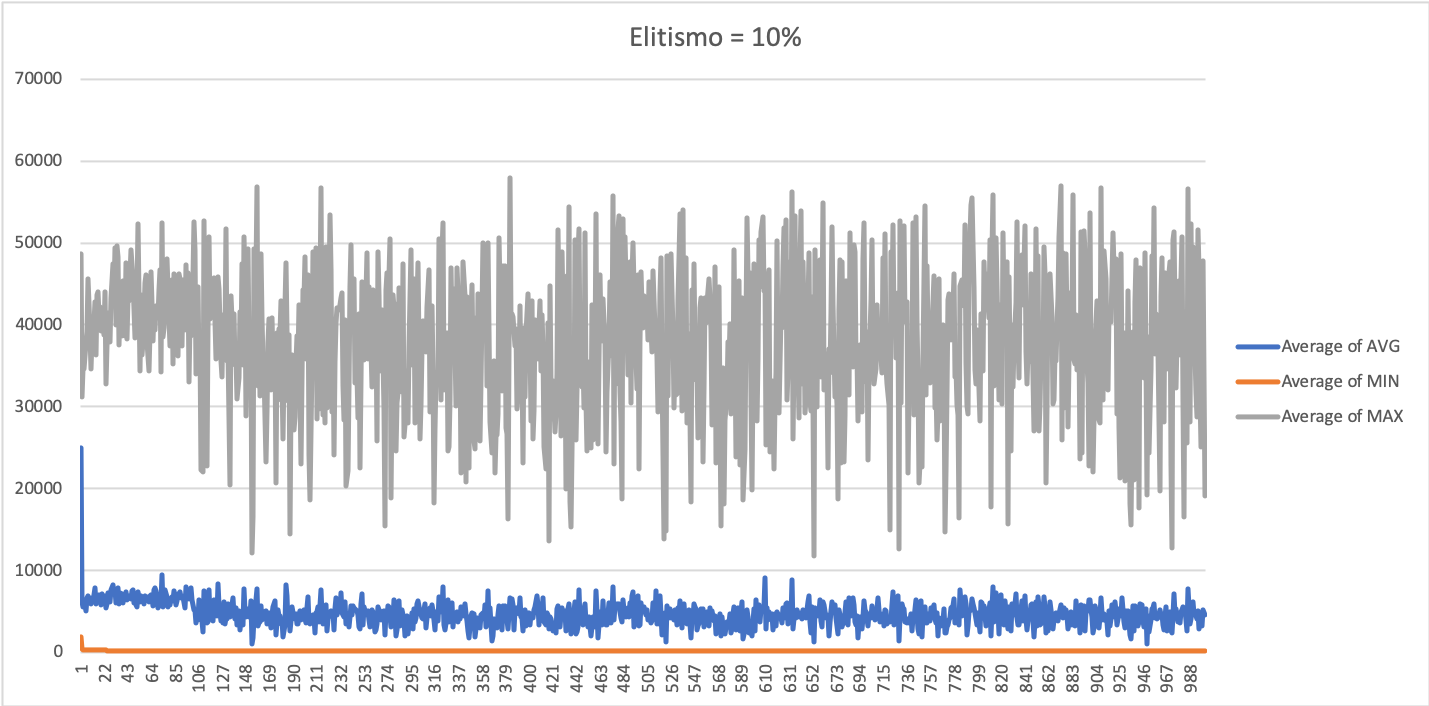 Elitismo = 10%
70000
60000
50000
40000
30000
20000
10000
0
1 22 43 64 85 106 127 148 169 190 211 232 253 274 295 316 337 358 379 400 421 442 463 484 505 526 547 568 589 610 631 652 673 694 715 736 757 778 799 820 841 862 883 904 925 946 967 988
Average of AVG
Average of MIN
Average of MAX